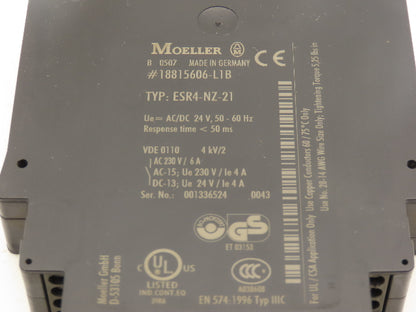 MOELLER
CE
B 0507 MADE IN GERMANY
#18815606-L1B
TYP: ESR4-NZ-21
Ue= AC/DC 24 V, 50 - 60 Hz
Response time < 50 ms
VDE 0110 4 kV/2
AC 230 V / 6 A
AC-15; Ue 230 V / Ie 4 A
DC-13; Ue 24 V / Ie 4 A
Ser. No.: 001336524 0043
GS
ET 03153
UL
LISTED
IND.CONT.EQ
EN 574:1996 Typ IIIC
Moeller GmbH
D-53105 Bonn
For UL / CSA Application Only
Use Copper Conductors 60 / 75°C Only
Use No. 28-14 AWG Wire Size Only; Tightening Torque 5.25 lbs in